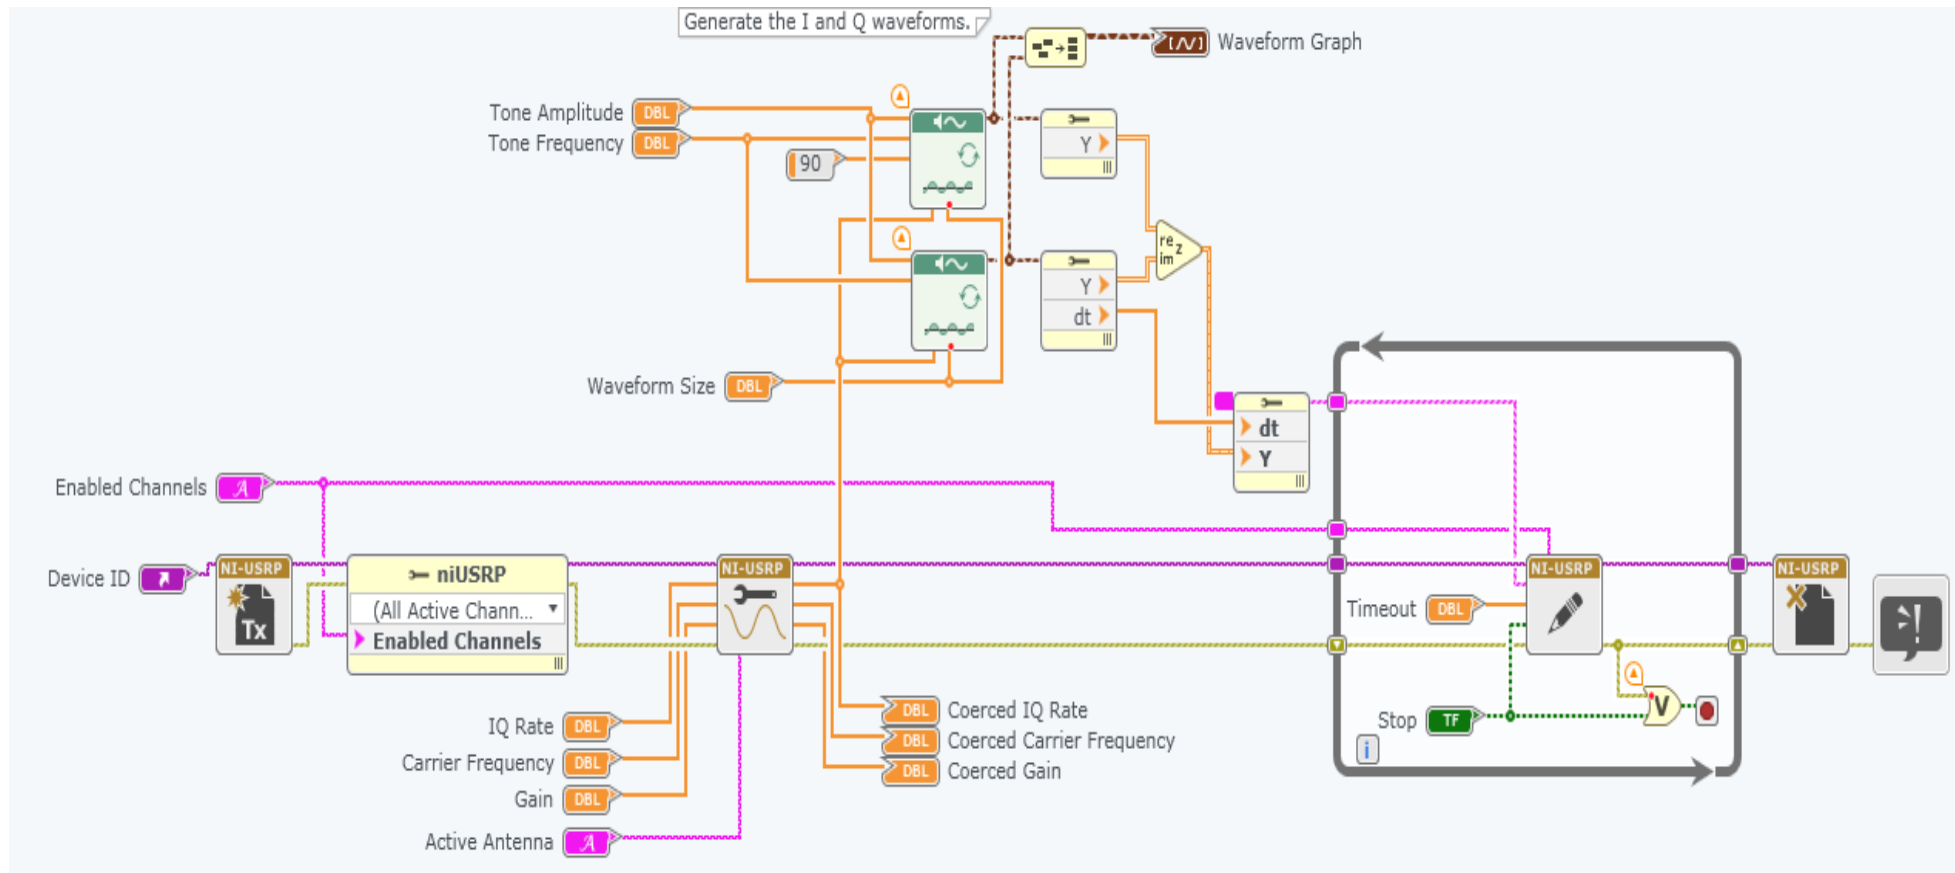 Generate the I and Q waveforms.
Waveform Graph
Tone Amplitude DBL
Tone Frequency DBL
90
Y
re z
im
Y
dt
Waveform Size DBL
dt
Y
Enabled Channels A
Device ID
NI-USRP
Tx
niUSRP
(All Active Chann...
Enabled Channels
NI-USRP
NI-USRP
NI-USRP
Timeout DBL
Stop TF
V
i
IQ Rate DBL
Carrier Frequency DBL
Gain DBL
Active Antenna A
DBL Coerced IQ Rate
DBL Coerced Carrier Frequency
DBL Coerced Gain